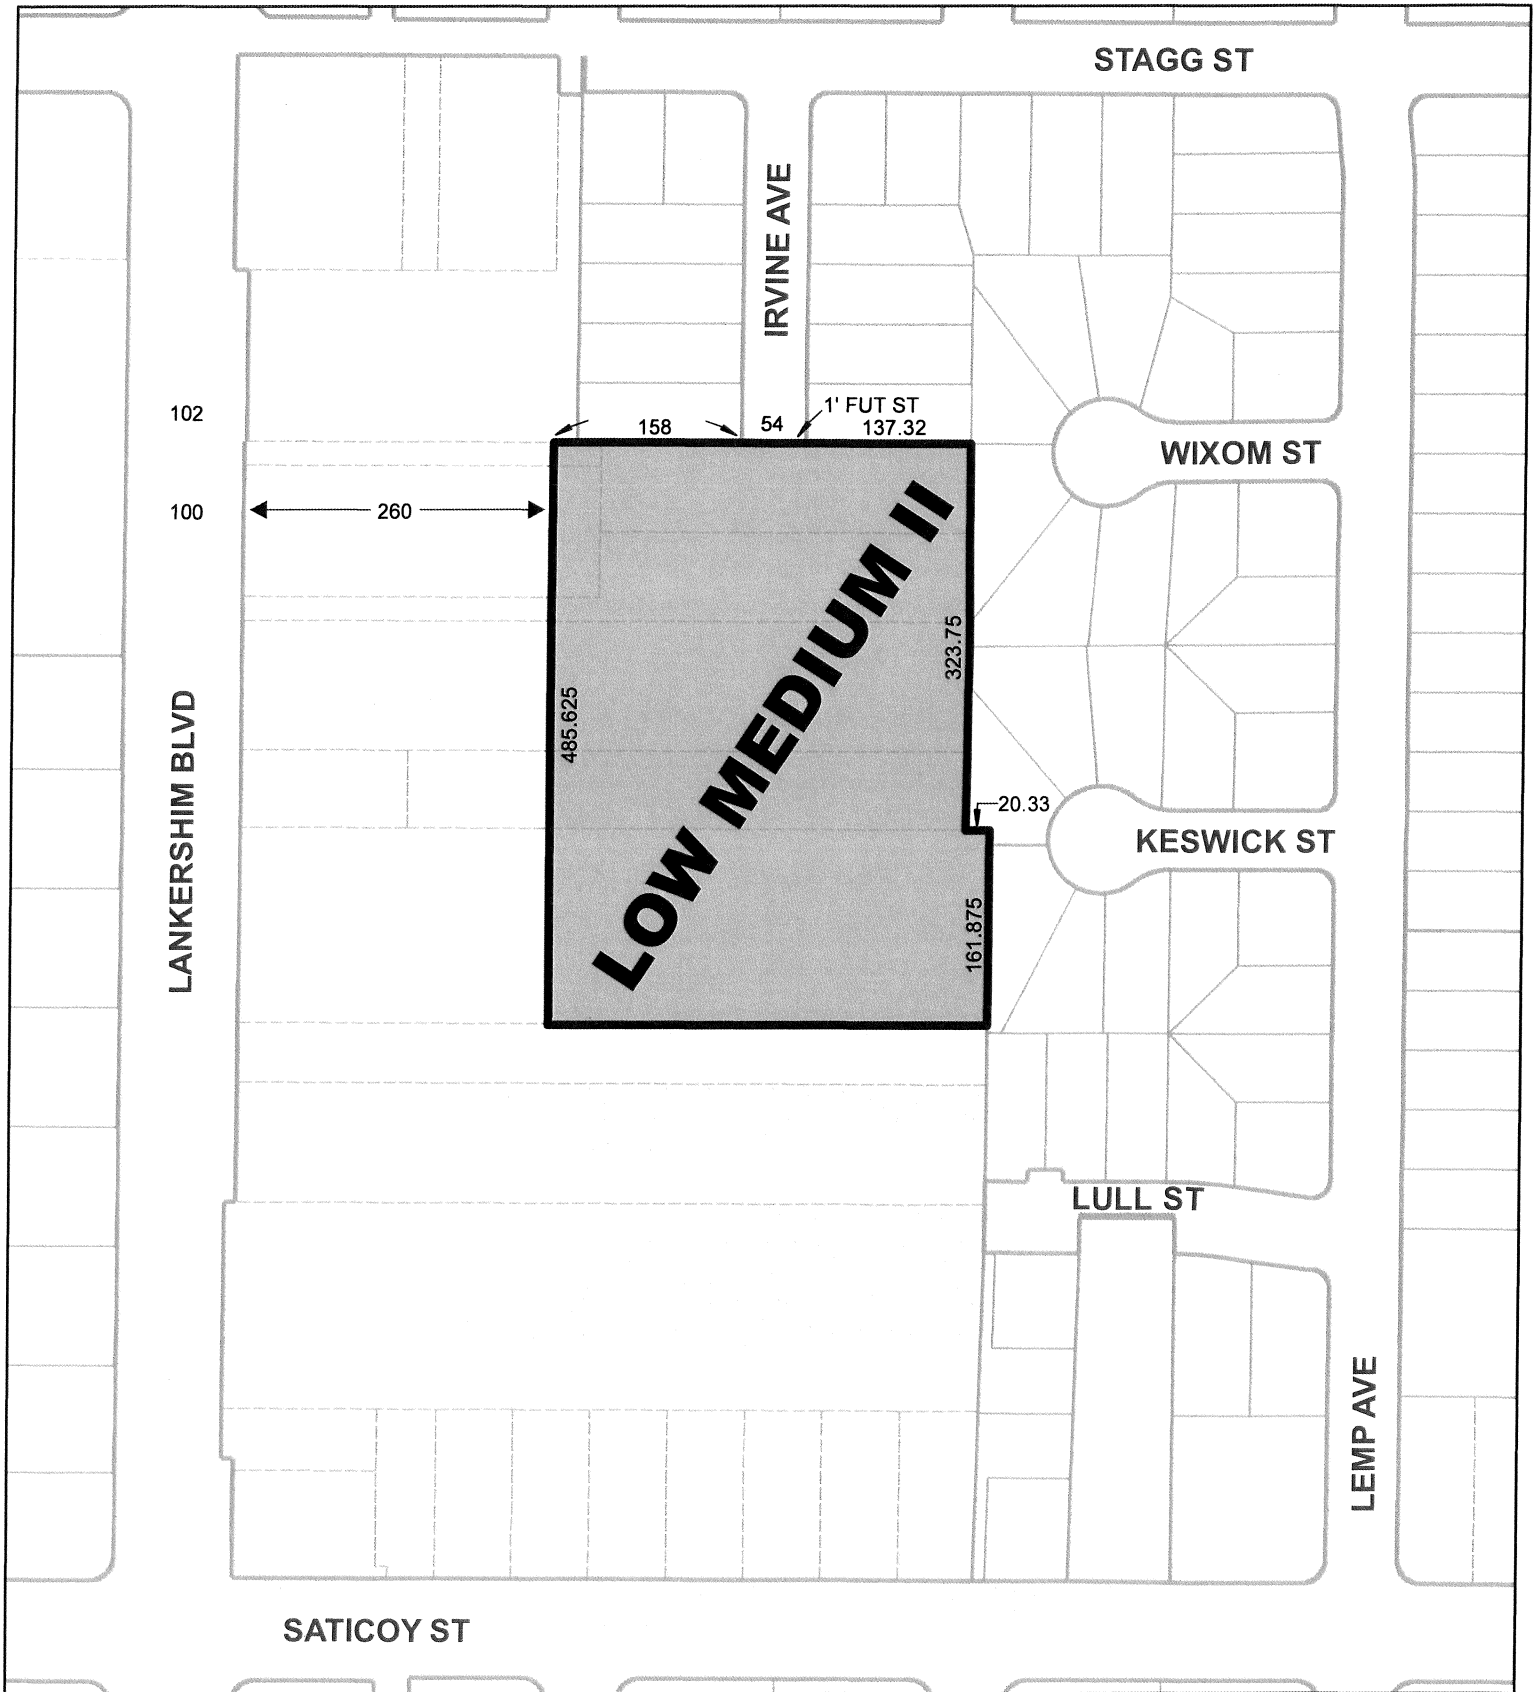 STAGG ST
IRVINE AVE
102
1' FUT ST
158
54
137.32
WIXOM ST
100
260
LOW MEDIUM II
323.75
485.625
LANKERSHIM BLVD
20.33
KESWICK ST
161.875
LULL ST
LEMP AVE
SATICOY ST